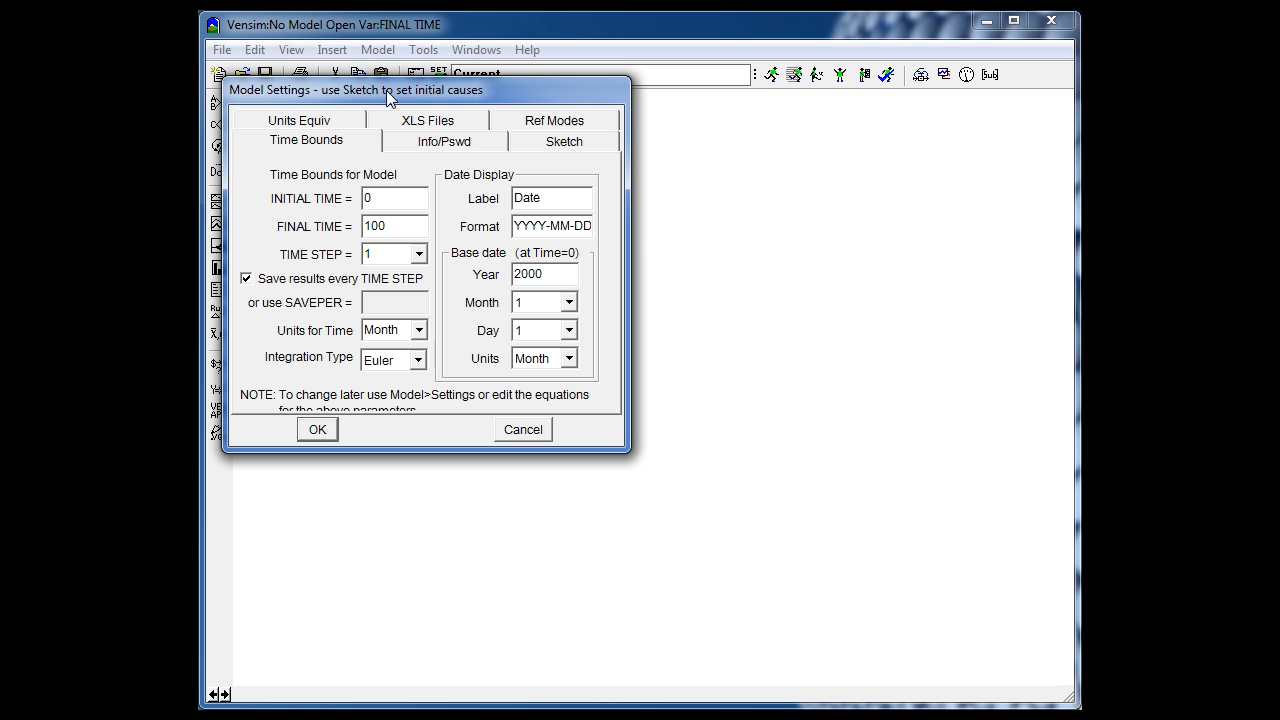 Vensim:No Model Open Var:FINAL TIME
File Edit View Insert Model Tools Windows Help
Current
Model Settings - use Sketch to set initial causes
Units Equiv XLS Files Ref Modes
Time Bounds Info/Pswd Sketch
Time Bounds for Model
INITIAL TIME = 0
FINAL TIME = 100
TIME STEP = 1
Save results every TIME STEP
or use SAVEPER =
Units for Time Month
Integration Type Euler
Date Display
Label Date
Format YYYY-MM-DD
Base date (at Time=0)
Year 2000
Month 1
Day 1
Units Month
NOTE: To change later use Model>Settings or edit the equations
for the above parameters
OK Cancel